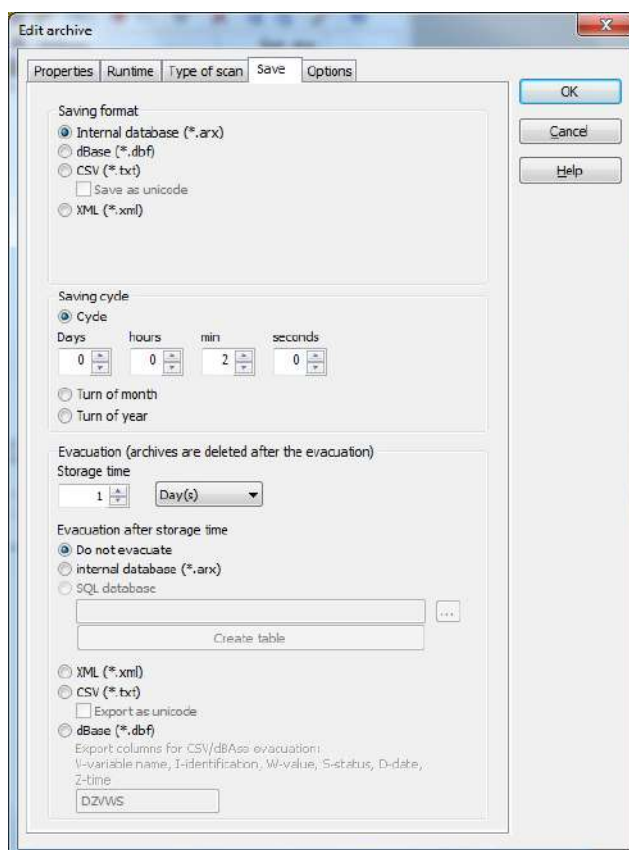 Edit archive
Properties Runtime Type of scan Save Options
OK
Cancel
Help
Saving format
Internal database (*.arx)
dBase (*.dbf)
CSV (*.txt)
Save as unicode
XML (*.xml)
Saving cycle
Cycle
Days hours min seconds
0 0 2 0
Turn of month
Turn of year
Evacuation (archives are deleted after the evacuation)
Storage time
1 Day(s)
Evacuation after storage time
Do not evacuate
internal database (*.arx)
SQL database
...
Create table
XML (*.xml)
CSV (*.txt)
Export as unicode
dBase (*.dbf)
Export columns for CSV/dBAse evacuation:
V-variable name, I-identification, W-value, S-status, D-date,
Z-time
DZVWS